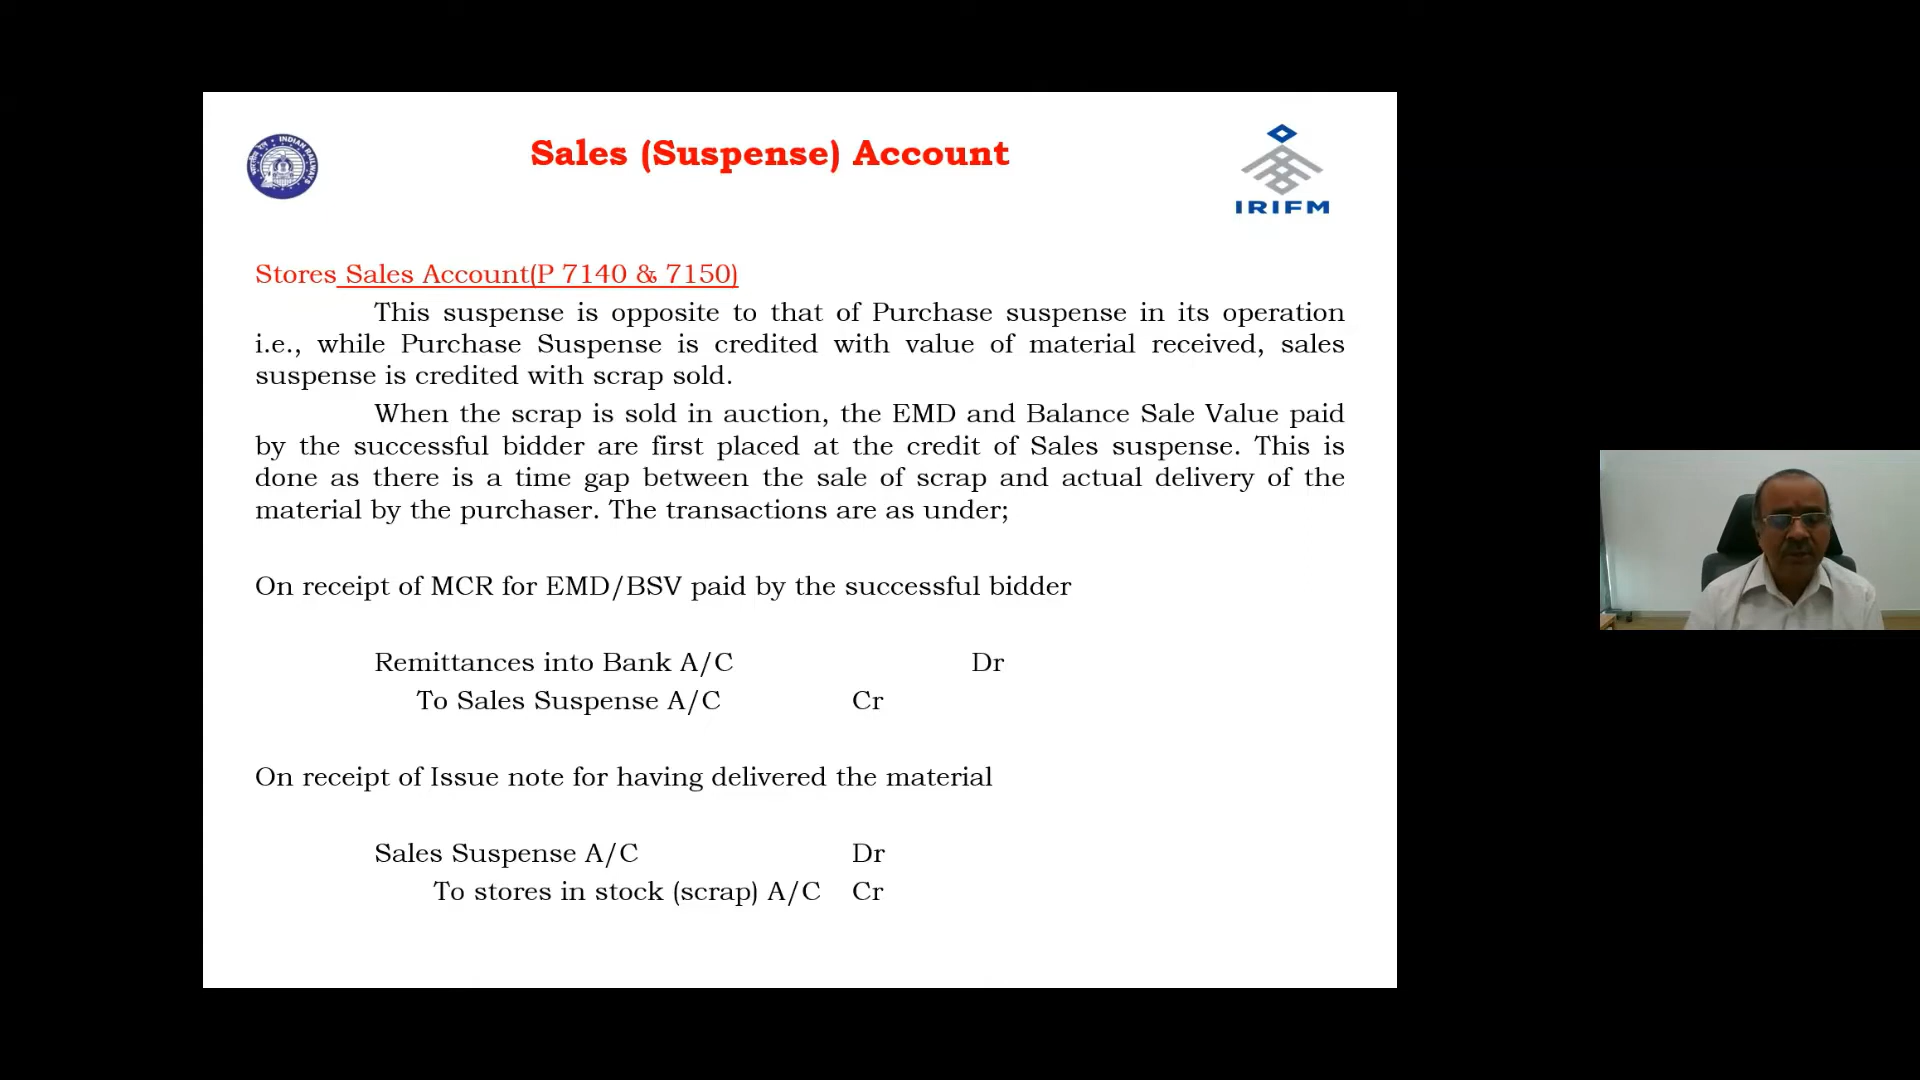 Sales (Suspense) Account
INDIAN RAILWAYS
भारतीय रेल
IRIFM
Stores Sales Account(P 7140 & 7150)
This suspense is opposite to that of Purchase suspense in its operation
i.e., while Purchase Suspense is credited with value of material received, sales
suspense is credited with scrap sold.
When the scrap is sold in auction, the EMD and Balance Sale Value paid
by the successful bidder are first placed at the credit of Sales suspense. This is
done as there is a time gap between the sale of scrap and actual delivery of the
material by the purchaser. The transactions are as under;
On receipt of MCR for EMD/BSV paid by the successful bidder
Remittances into Bank A/C Dr
To Sales Suspense A/C Cr
On receipt of Issue note for having delivered the material
Sales Suspense A/C Dr
To stores in stock (scrap) A/C Cr